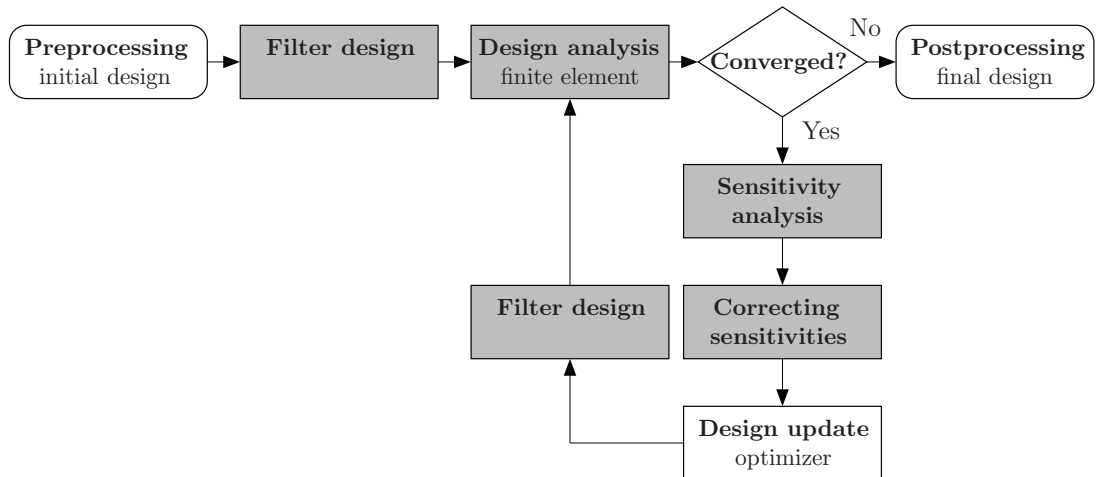 Preprocessing
initial design
Filter design
Design analysis
finite element
Converged?
No
Postprocessing
final design
Yes
Sensitivity
analysis
Filter design
Correcting
sensitivities
Design update
optimizer